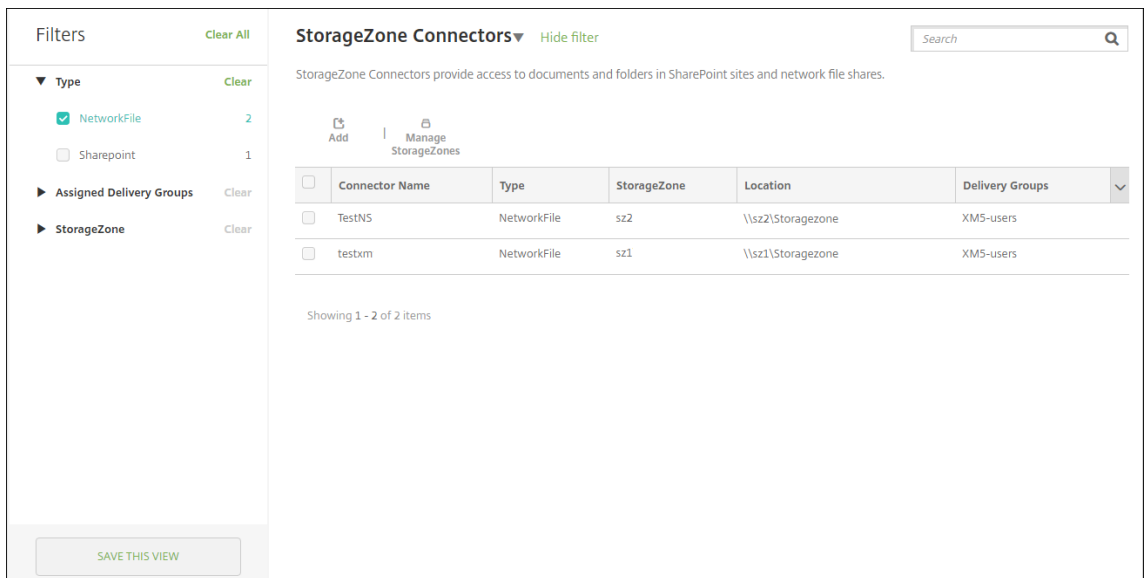 Filters Clear All
▼ Type Clear
NetworkFile 2
Sharepoint 1
▶ Assigned Delivery Groups Clear
▶ StorageZone Clear
SAVE THIS VIEW
StorageZone Connectors▼ Hide filter
Search
StorageZone Connectors provide access to documents and folders in SharePoint sites and network file shares.
Add | Manage
StorageZones
Connector Name Type StorageZone Location Delivery Groups
TestNS NetworkFile sz2 \\sz2\Storagezone XM5-users
testxm NetworkFile sz1 \\sz1\Storagezone XM5-users
Showing 1 - 2 of 2 items